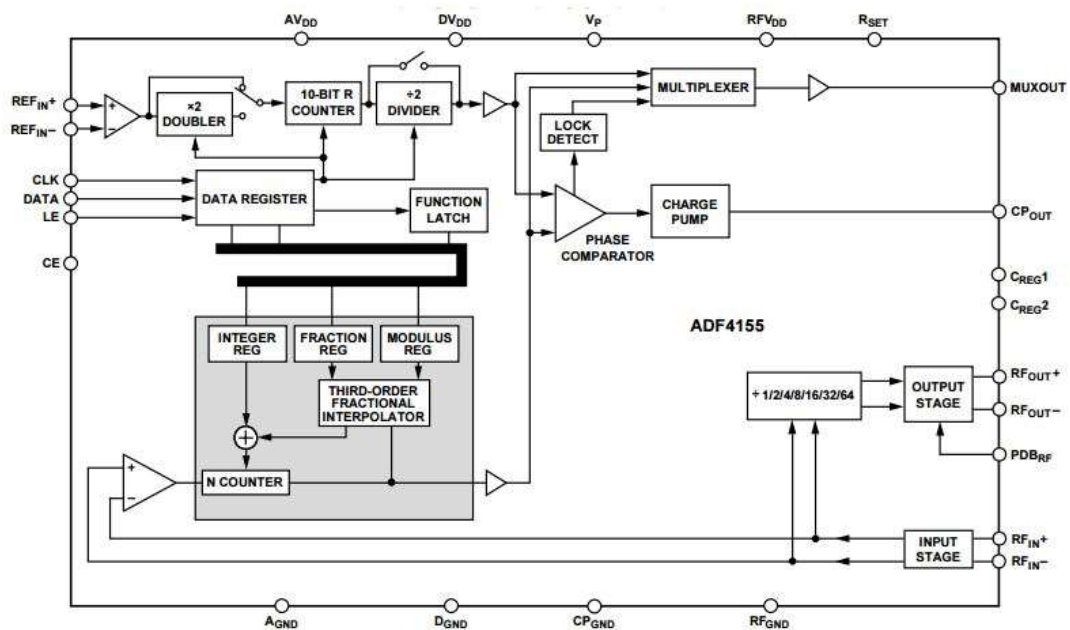 AVDD DVDD VP RFVDD RSET
REFIN+
REFIN–
×2
DOUBLER
10-BIT R
COUNTER
÷2
DIVIDER
MULTIPLEXER
MUXOUT
LOCK
DETECT
CLK
DATA
LE
DATA REGISTER
FUNCTION
LATCH
CHARGE
PUMP
CPOUT
PHASE
COMPARATOR
CE
CREG1
CREG2
ADF4155
INTEGER
REG
FRACTION
REG
MODULUS
REG
THIRD-ORDER
FRACTIONAL
INTERPOLATOR
+
–
N COUNTER
÷ 1/2/4/8/16/32/64
OUTPUT
STAGE
RFOUT+
RFOUT–
PDBRF
INPUT
STAGE
RFIN+
RFIN–
AGND DGND CPGND RFGND